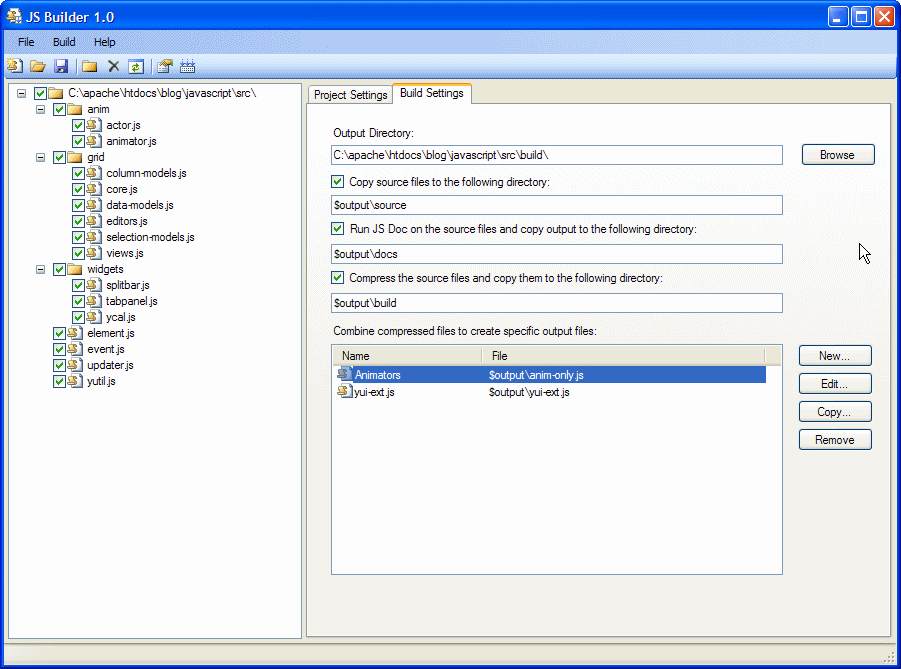 JS Builder 1.0
File Build Help
C:\apache\htdocs\blog\javascript\src\
anim
actor.js
animator.js
grid
column-models.js
core.js
data-models.js
editors.js
selection-models.js
views.js
widgets
splitbar.js
tabpanel.js
ycal.js
element.js
event.js
updater.js
yutil.js
Project Settings Build Settings
Output Directory:
C:\apache\htdocs\blog\javascript\src\build\ Browse
Copy source files to the following directory:
$output\source
Run JS Doc on the source files and copy output to the following directory:
$output\docs
Compress the source files and copy them to the following directory:
$output\build
Combine compressed files to create specific output files:
Name File
Animators $output\anim-only.js
yui-ext.js $output\yui-ext.js
New...
Edit...
Copy...
Remove